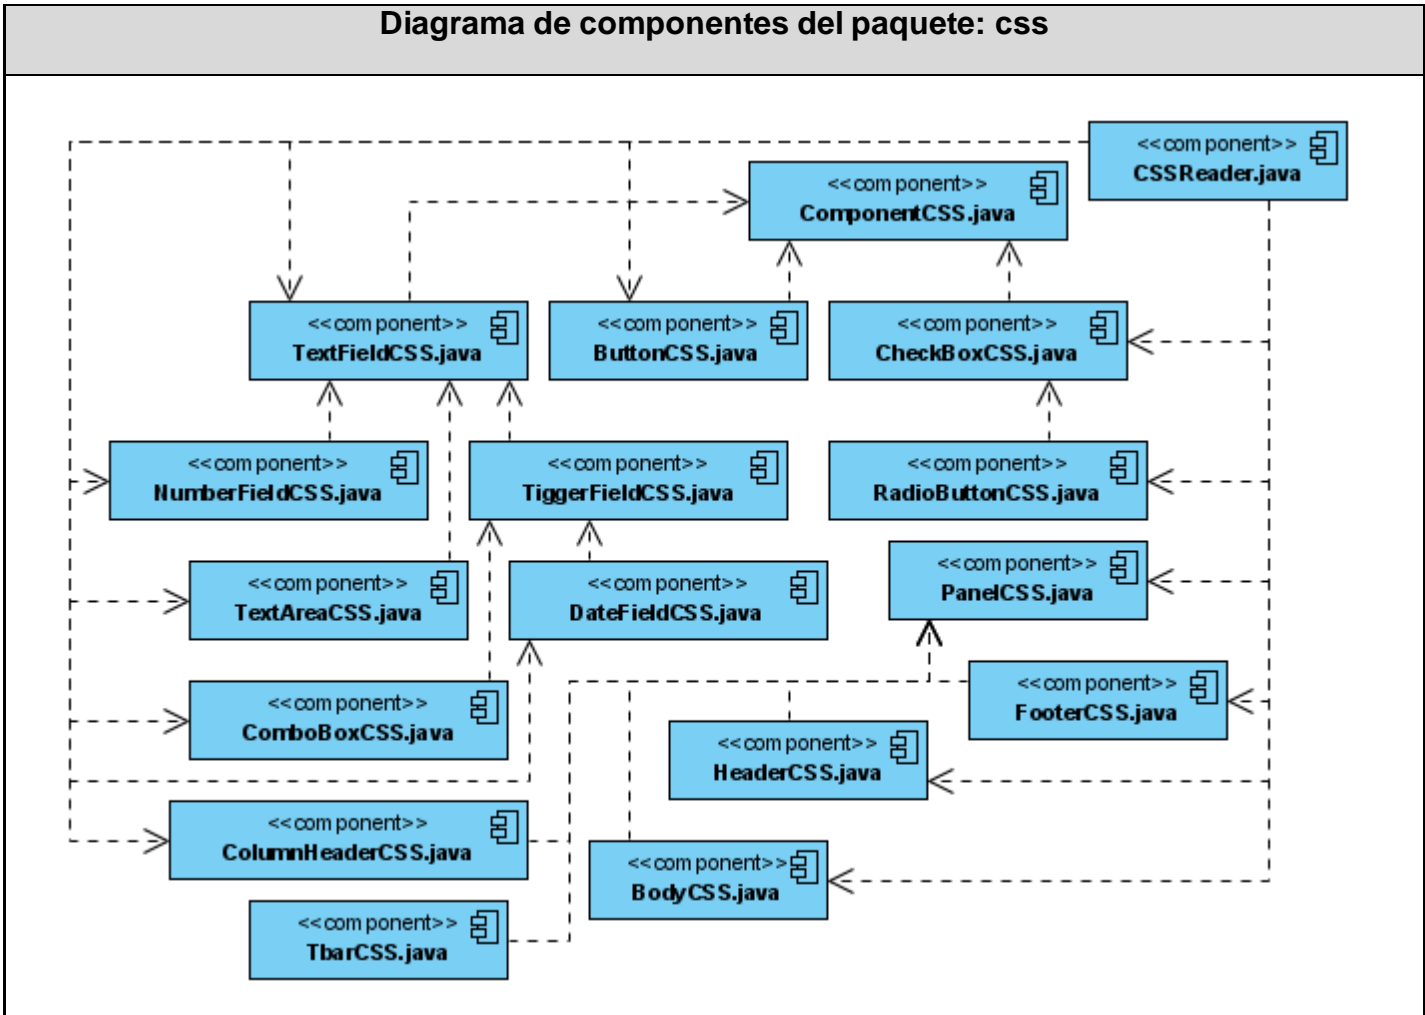 Diagrama de componentes del paquete: css
<<component>>
CSSReader.java
<<component>>
ComponentCSS.java
<<component>>
TextFieldCSS.java
<<component>>
ButtonCSS.java
<<component>>
CheckBoxCSS.java
<<component>>
NumberFieldCSS.java
<<component>>
TiggerFieldCSS.java
<<component>>
RadioButtonCSS.java
<<component>>
PanelCSS.java
<<component>>
TextAreaCSS.java
<<component>>
DateFieldCSS.java
<<component>>
FooterCSS.java
<<component>>
ComboBoxCSS.java
<<component>>
HeaderCSS.java
<<component>>
ColumnHeaderCSS.java
<<component>>
BodyCSS.java
<<component>>
TbarCSS.java